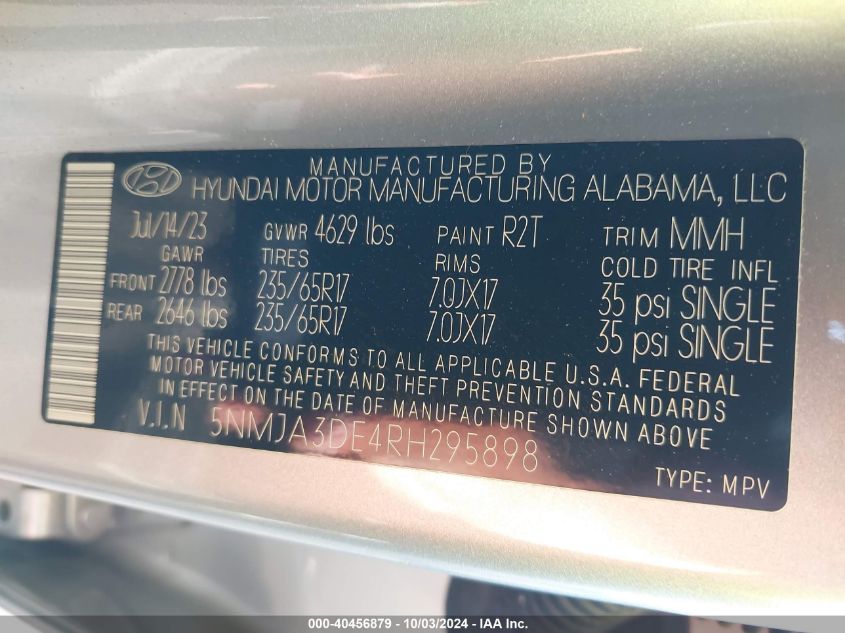 MANUFACTURED BY
HYUNDAI MOTOR MANUFACTURING ALABAMA, LLC
Jul/14/23 GVWR 4629 lbs PAINT R2T TRIM MMH
GAWR TIRES RIMS COLD TIRE INFL
FRONT 2778 lbs 235/65R17 7.0JX17 35 psi SINGLE
REAR 2646 lbs 235/65R17 7.0JX17 35 psi SINGLE
THIS VEHICLE CONFORMS TO ALL APPLICABLE U.S.A. FEDERAL
MOTOR VEHICLE SAFETY AND THEFT PREVENTION STANDARDS
IN EFFECT ON THE DATE OF MANUFACTURE SHOWN ABOVE
V.I.N 5NMJA3DE4RH295898
TYPE: MPV
000-40456879 - 10/03/2024 - IAA Inc.